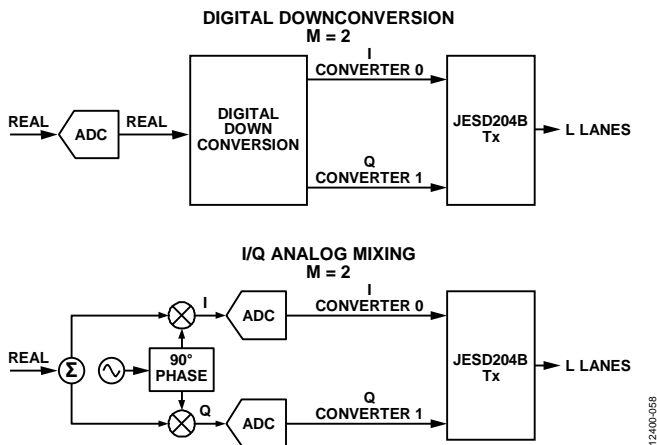 DIGITAL DOWNCONVERSION
M = 2
I
CONVERTER 0
REAL
ADC
REAL
DIGITAL
DOWN
CONVERSION
JESD204B
Tx
L LANES
Q
CONVERTER 1
I/Q ANALOG MIXING
M = 2
I
ADC
I
CONVERTER 0
REAL
Σ
90°
PHASE
JESD204B
Tx
L LANES
Q
ADC
Q
CONVERTER 1
12400-058